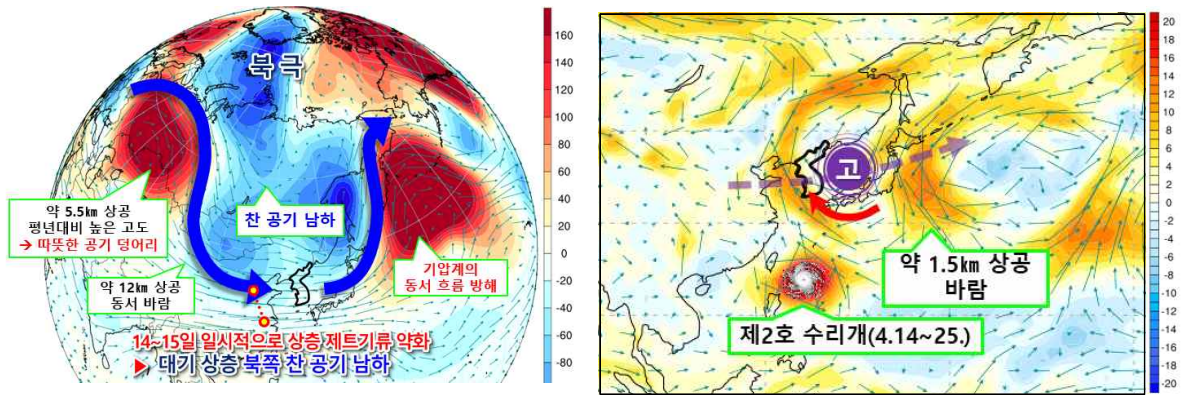 북극
약 5.5㎞ 상공
평년대비 높은 고도
→ 따뜻한 공기 덩어리
찬 공기 남하
약 12㎞ 상공
동서 바람
기압계의
동서 흐름 방해
14~15일 일시적으로 상층 제트기류 약화
▶ 대기 상층 북쪽 찬 공기 남하
160
140
120
100
80
60
40
20
0
-20
-40
-60
-80
고
약 1.5㎞ 상공
바람
제2호 수리개(4.14~25.)
20
18
16
14
12
10
8
6
4
2
0
-2
-4
-6
-8
-10
-12
-14
-16
-18
-20